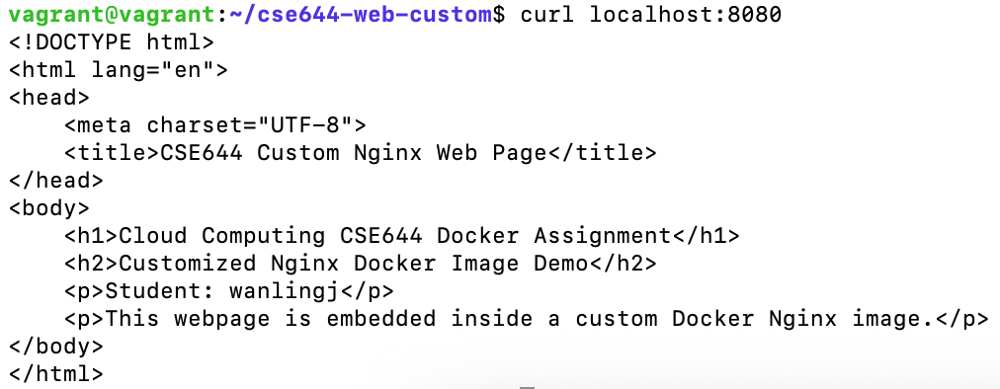 vagrant@vagrant:~/cse644-web-custom$ curl localhost:8080
<!DOCTYPE html>
<html lang="en">
<head>
    <meta charset="UTF-8">
    <title>CSE644 Custom Nginx Web Page</title>
</head>
<body>
    <h1>Cloud Computing CSE644 Docker Assignment</h1>
    <h2>Customized Nginx Docker Image Demo</h2>
    <p>Student: wanlingj</p>
    <p>This webpage is embedded inside a custom Docker Nginx image.</p>
</body>
</html>